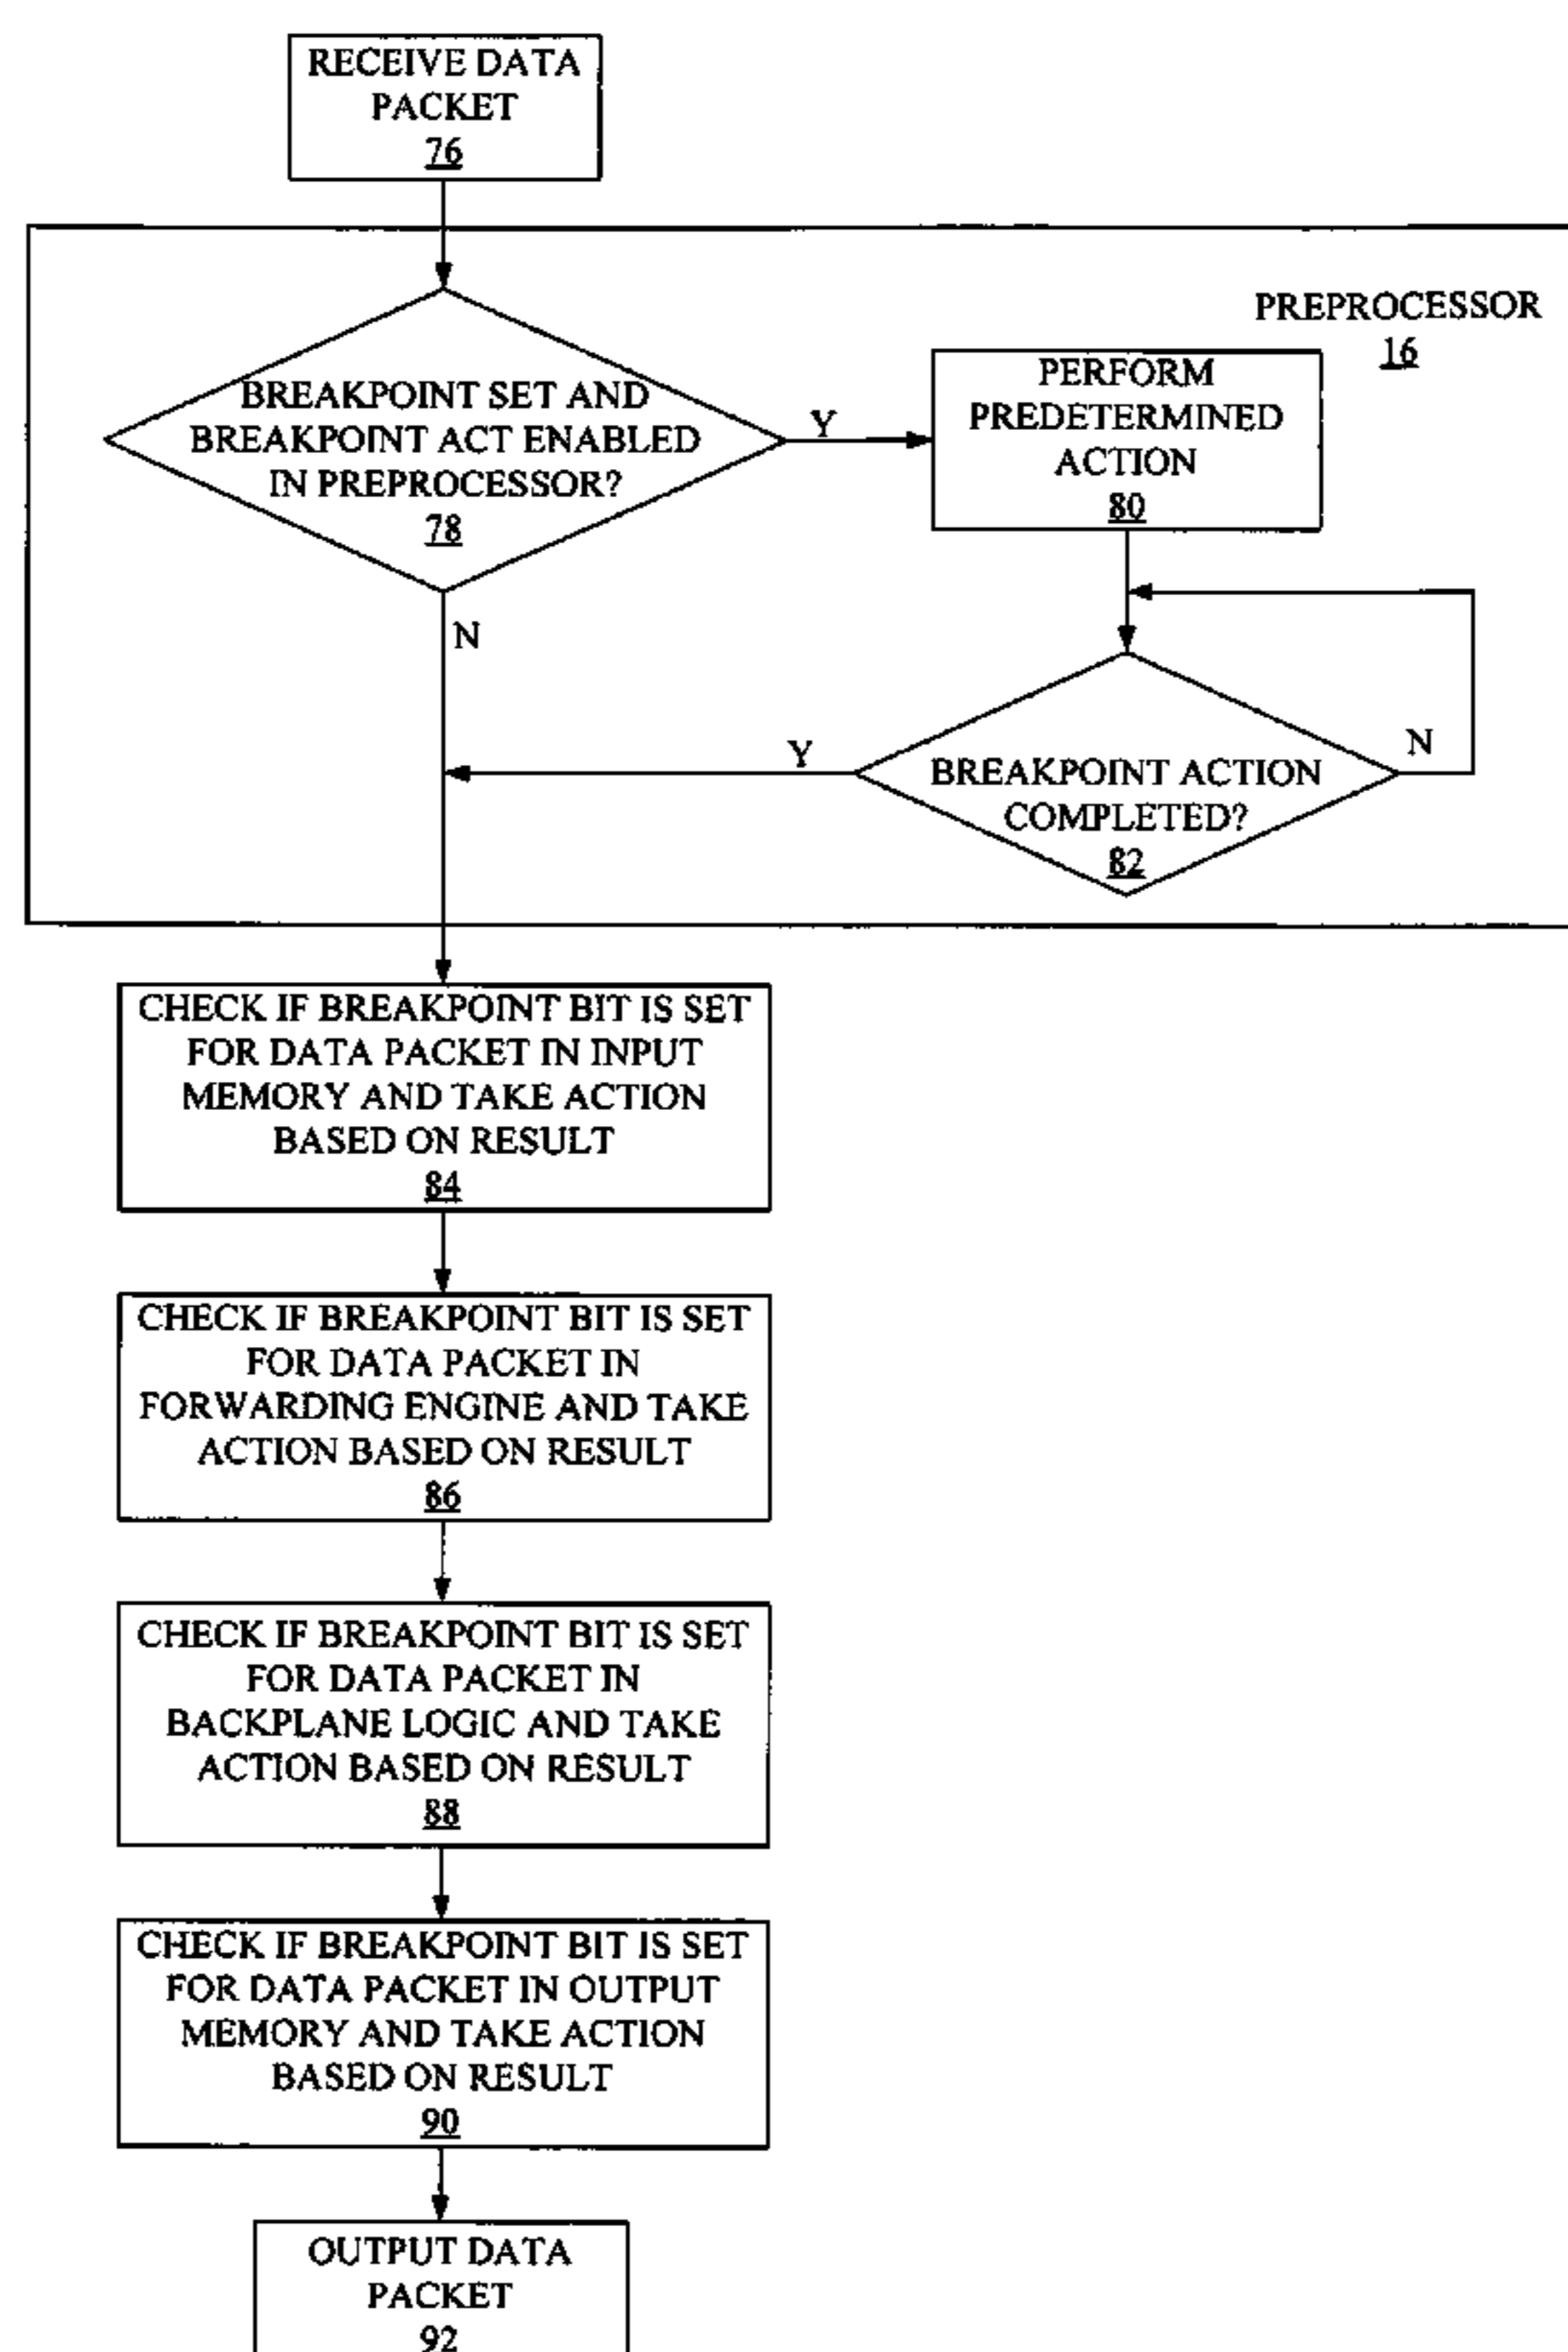 RECEIVE DATA
PACKET
76
PREPROCESSOR
16
BREAKPOINT SET AND
BREAKPOINT ACT ENABLED
IN PREPROCESSOR?
78
Y
PERFORM
PREDETERMINED
ACTION
80
N
Y
N
BREAKPOINT ACTION
COMPLETED?
82
CHECK IF BREAKPOINT BIT IS SET
FOR DATA PACKET IN INPUT
MEMORY AND TAKE ACTION
BASED ON RESULT
84
CHECK IF BREAKPOINT BIT IS SET
FOR DATA PACKET IN
FORWARDING ENGINE AND TAKE
ACTION BASED ON RESULT
86
CHECK IF BREAKPOINT BIT IS SET
FOR DATA PACKET IN
BACKPLANE LOGIC AND TAKE
ACTION BASED ON RESULT
88
CHECK IF BREAKPOINT BIT IS SET
FOR DATA PACKET IN OUTPUT
MEMORY AND TAKE ACTION
BASED ON RESULT
90
OUTPUT DATA
PACKET
92